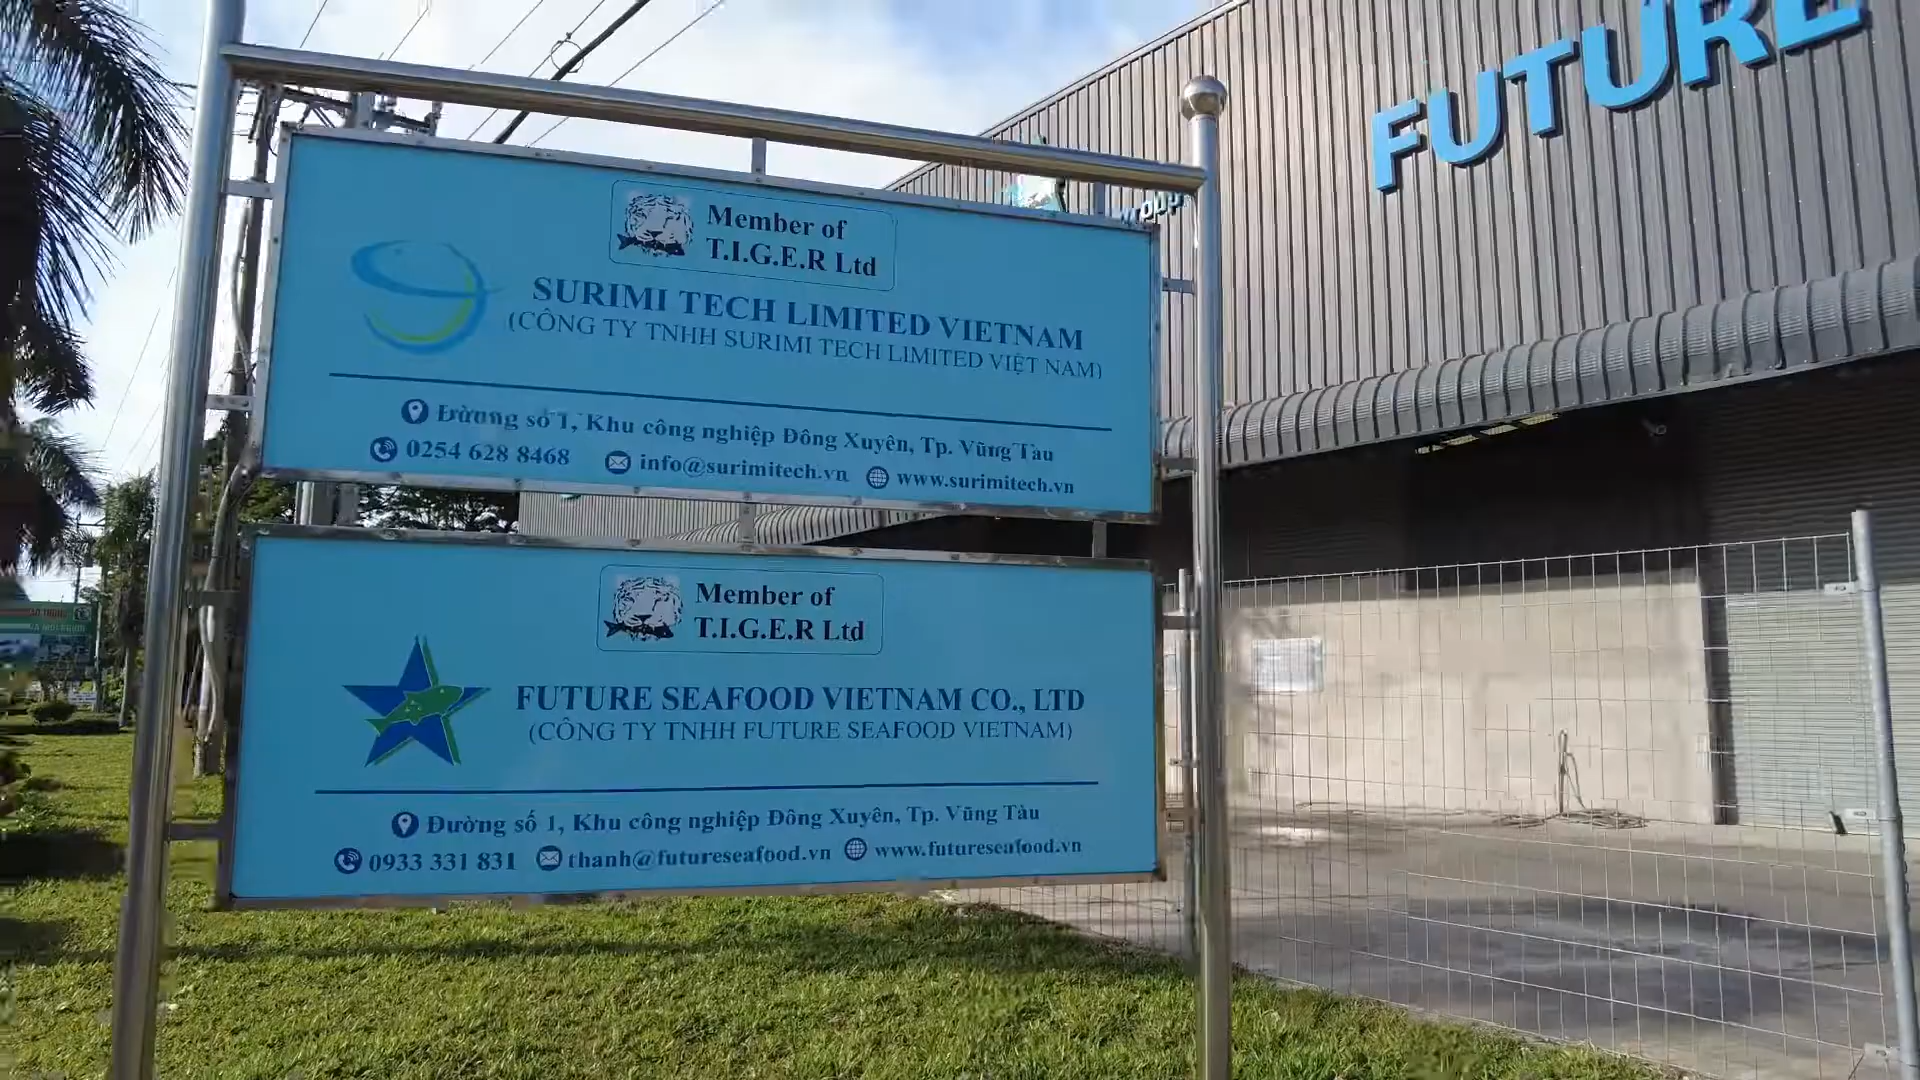 FUTURE
Group
Member of
T.I.G.E.R Ltd
SURIMI TECH LIMITED VIETNAM
(CÔNG TY TNHH SURIMI TECH LIMITED VIỆT NAM)
Đường số 1, Khu công nghiệp Đông Xuyên, Tp. Vũng Tàu
0254 628 8468 info@surimitech.vn www.surimitech.vn
Member of
T.I.G.E.R Ltd
FUTURE SEAFOOD VIETNAM CO., LTD
(CÔNG TY TNHH FUTURE SEAFOOD VIETNAM)
Đường số 1, Khu công nghiệp Đông Xuyên, Tp. Vũng Tàu
0933 331 831 thanh@futureseafood.vn www.futureseafood.vn